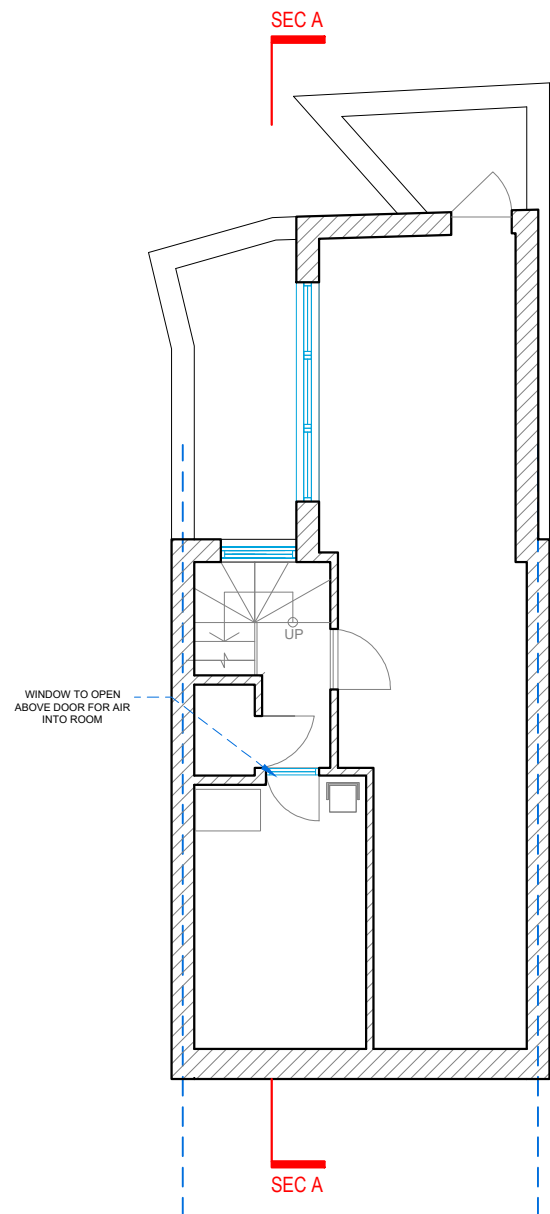 SEC A
UP
WINDOW TO OPEN
ABOVE DOOR FOR AIR
INTO ROOM
SEC A